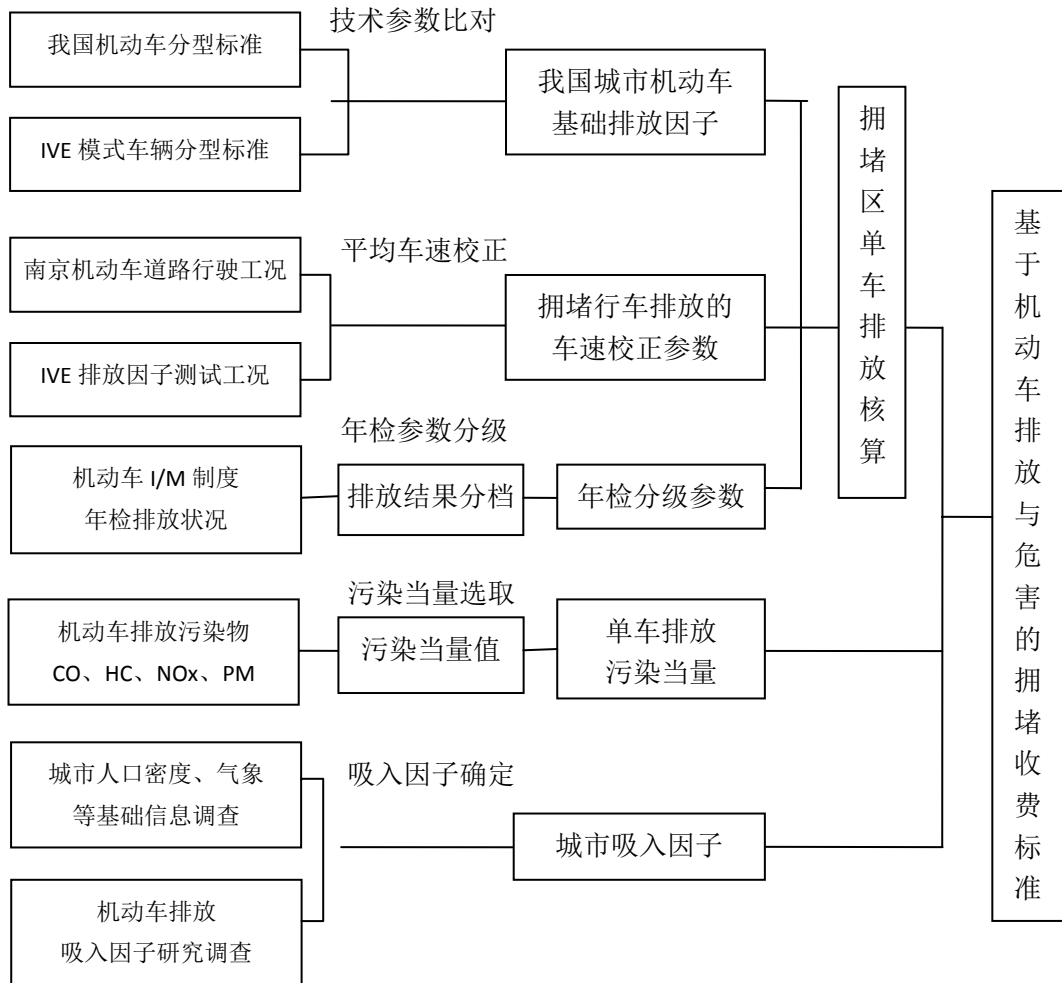 技术参数比对
我国机动车分型标准
IVE 模式车辆分型标准
我国城市机动车
基础排放因子
平均车速校正
南京机动车道路行驶工况
IVE 排放因子测试工况
拥堵行车排放的
车速校正参数
年检参数分级
机动车 I/M 制度
年检排放状况
排放结果分档
年检分级参数
拥堵区单车排放核算
污染当量选取
机动车排放污染物
CO、HC、NOx、PM
污染当量值
单车排放
污染当量
吸入因子确定
城市人口密度、气象
等基础信息调查
机动车排放
吸入因子研究调查
城市吸入因子
基于机动车排放与危害的拥堵收费标准